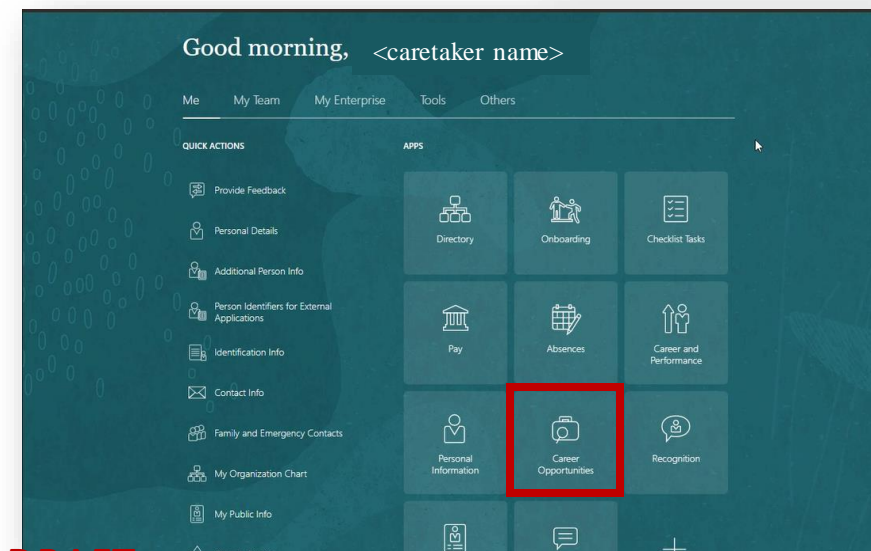 Good morning, <caretaker name>
Me My Team My Enterprise Tools Others
QUICK ACTIONS
Provide Feedback
Personal Details
Additional Person Info
Person Identifiers for External
Applications
Identification Info
Contact Info
Family and Emergency Contacts
My Organization Chart
My Public Info
APPS
Directory
Onboarding
Checklist Tasks
Pay
Absences
Career and
Performance
Personal
Information
Career
Opportunities
Recognition